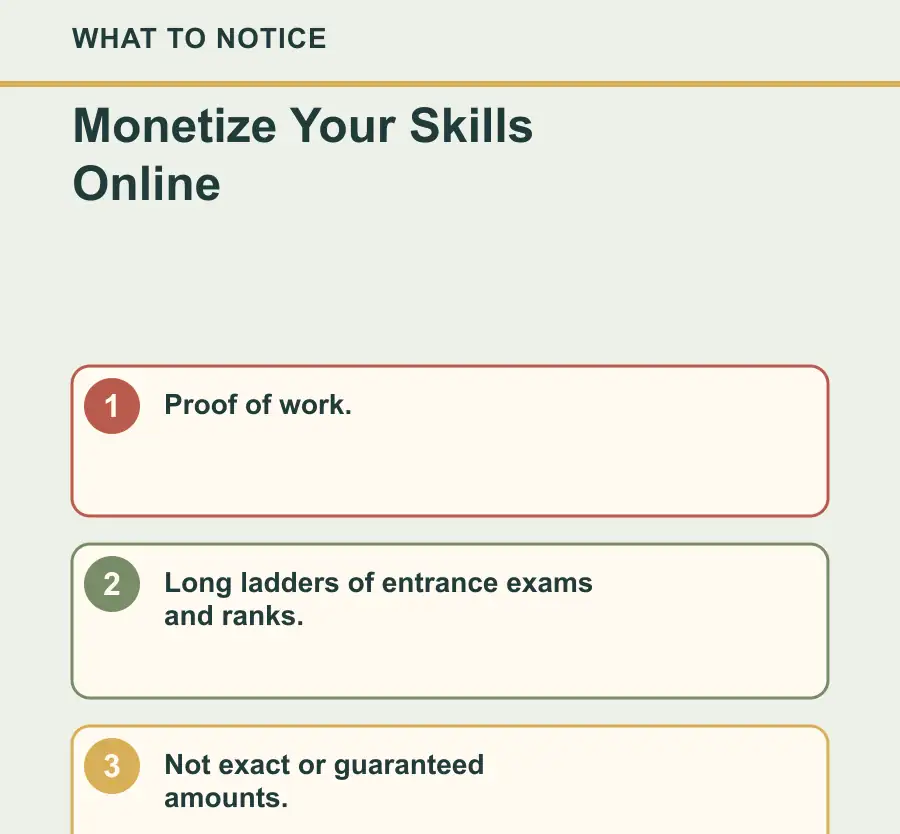 WHAT TO NOTICE
Monetize Your Skills
Online
1
Proof of work.
2
Long ladders of entrance exams
and ranks.
3
Not exact or guaranteed
amounts.